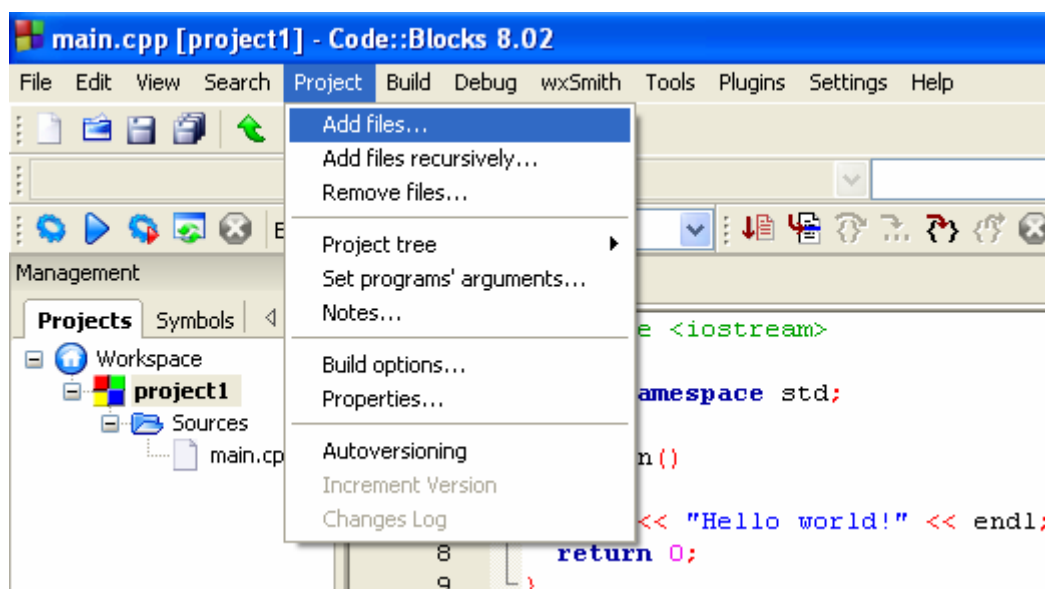 main.cpp [project1] - Code::Blocks 8.02
File Edit View Search Project Build Debug wxSmith Tools Plugins Settings Help
Add files...
Add files recursively...
Remove files...
Project tree
Set programs' arguments...
Notes...
Build options...
Properties...
Autoversioning
Increment Version
Changes Log
Management
Projects Symbols
Workspace
project1
Sources
main.cp
e <iostream>
amespace std;
n()
<< "Hello world!" << endl;
8 return 0;
9 }